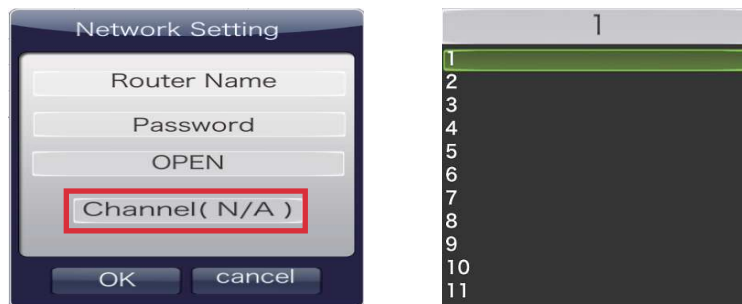 Network Setting
Router Name
Password
OPEN
Channel( N/A )
OK cancel
1
1
2
3
4
5
6
7
8
9
10
11